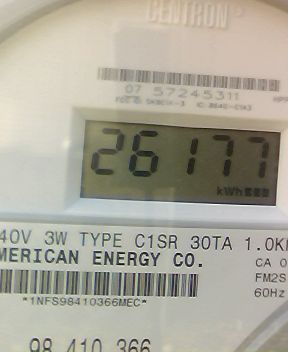 CENTRON®
07 57245311
26177
kWh
40V 3W TYPE C1SR 30TA 1.0K
MERICAN ENERGY CO.
CA 0
FM2S
60Hz
*1NFS98410366MEC*
98 410 366